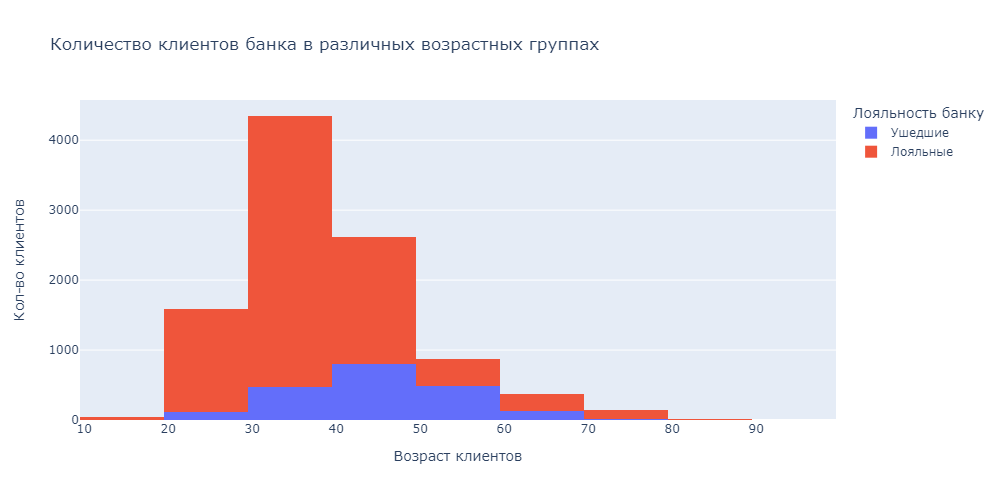 Количество клиентов банка в различных возрастных группах
Лояльность банку
Ушедшие
Лояльные
Кол-во клиентов
4000
3000
2000
1000
0
10 20 30 40 50 60 70 80 90
Возраст клиентов